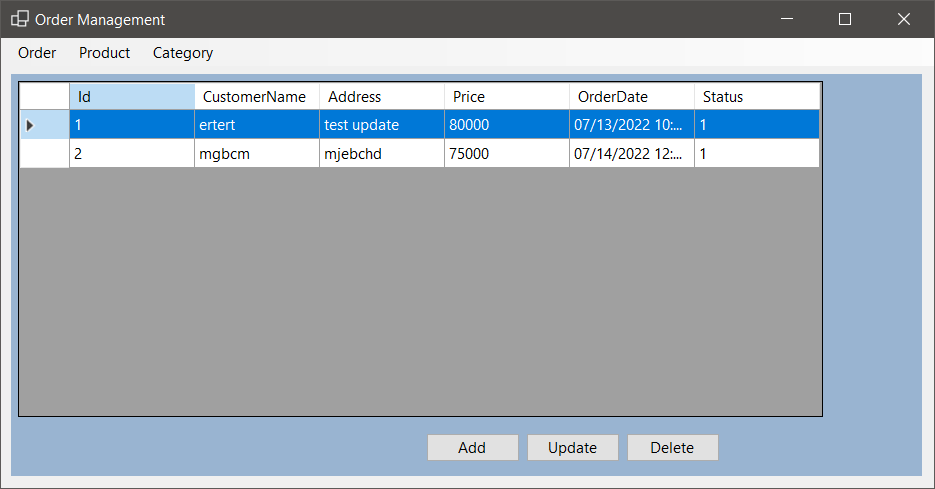 Order Management
Order Product Category
Id CustomerName Address Price OrderDate Status
1 ertert test update 80000 07/13/2022 10:... 1
2 mgbcm mjebchd 75000 07/14/2022 12:... 1
Add Update Delete